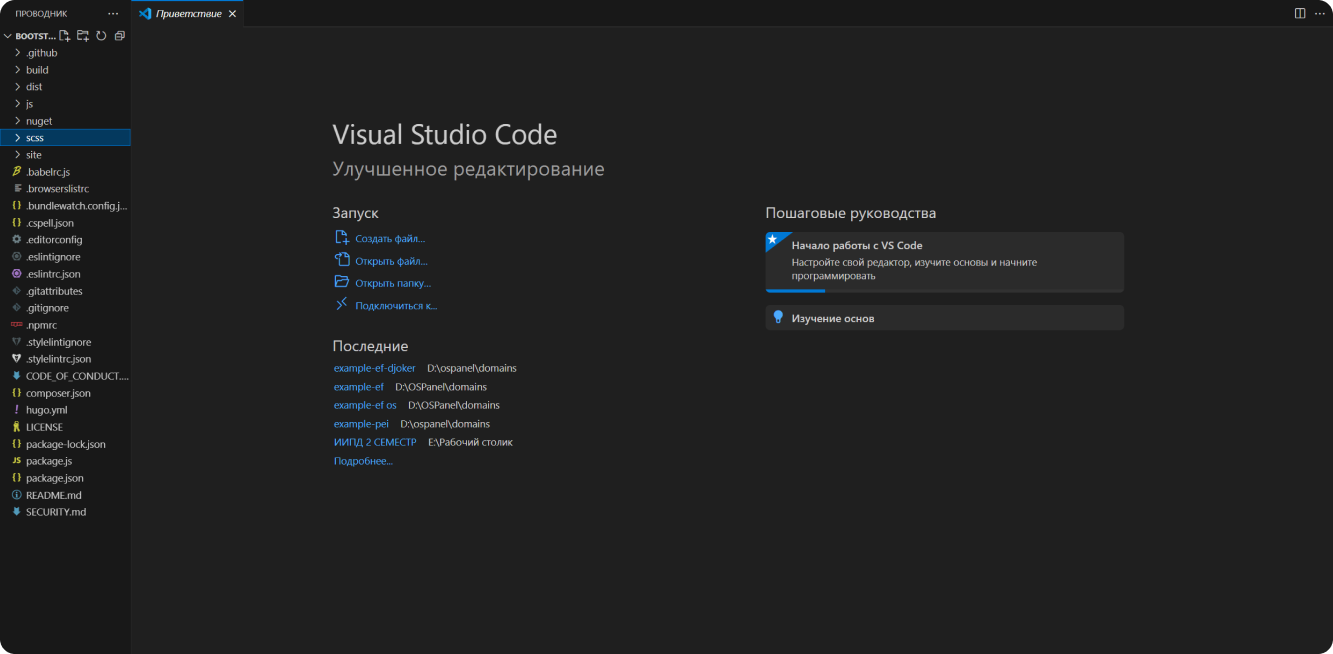 ПРОВОДНИК
Приветствие
BOOTST...
.github
build
dist
js
nuget
scss
site
.babelrc.js
.browserslistrc
.bundlewatch.config.j...
.cspell.json
.editorconfig
.eslintignore
.eslintrc.json
.gitattributes
.gitignore
.npmrc
.stylelintignore
.stylelintrc.json
CODE_OF_CONDUCT....
composer.json
hugo.yml
LICENSE
package-lock.json
package.js
package.json
README.md
SECURITY.md
Visual Studio Code
Улучшенное редактирование
Запуск
Создать файл...
Открыть файл...
Открыть папку...
Подключиться к...
Последние
example-ef-djoker D:\ospanel\domains
example-ef D:\OSPanel\domains
example-ef os D:\OSPanel\domains
example-pei D:\ospanel\domains
ИИПД 2 СЕМЕСТР E:\Рабочий столик
Подробнее...
Пошаговые руководства
Начало работы с VS Code
Настройте свой редактор, изучите основы и начните
программировать
Изучение основ